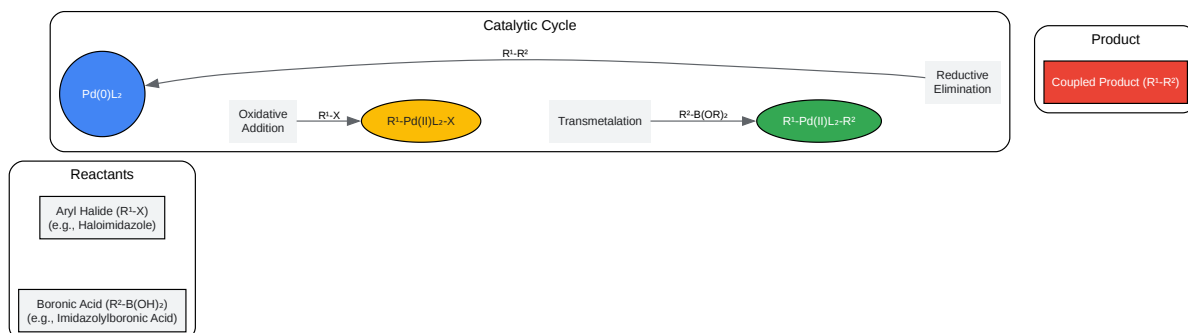 Catalytic Cycle
R¹-R²
Pd(0)L₂
Oxidative
Addition
R¹-X
R¹-Pd(II)L₂-X
Transmetalation
R²-B(OR)₂
R¹-Pd(II)L₂-R²
Reductive
Elimination
Product
Coupled Product (R¹-R²)
Reactants
Aryl Halide (R¹-X)
(e.g., Haloimidazole)
Boronic Acid (R²-B(OH)₂)
(e.g., Imidazolylboronic Acid)